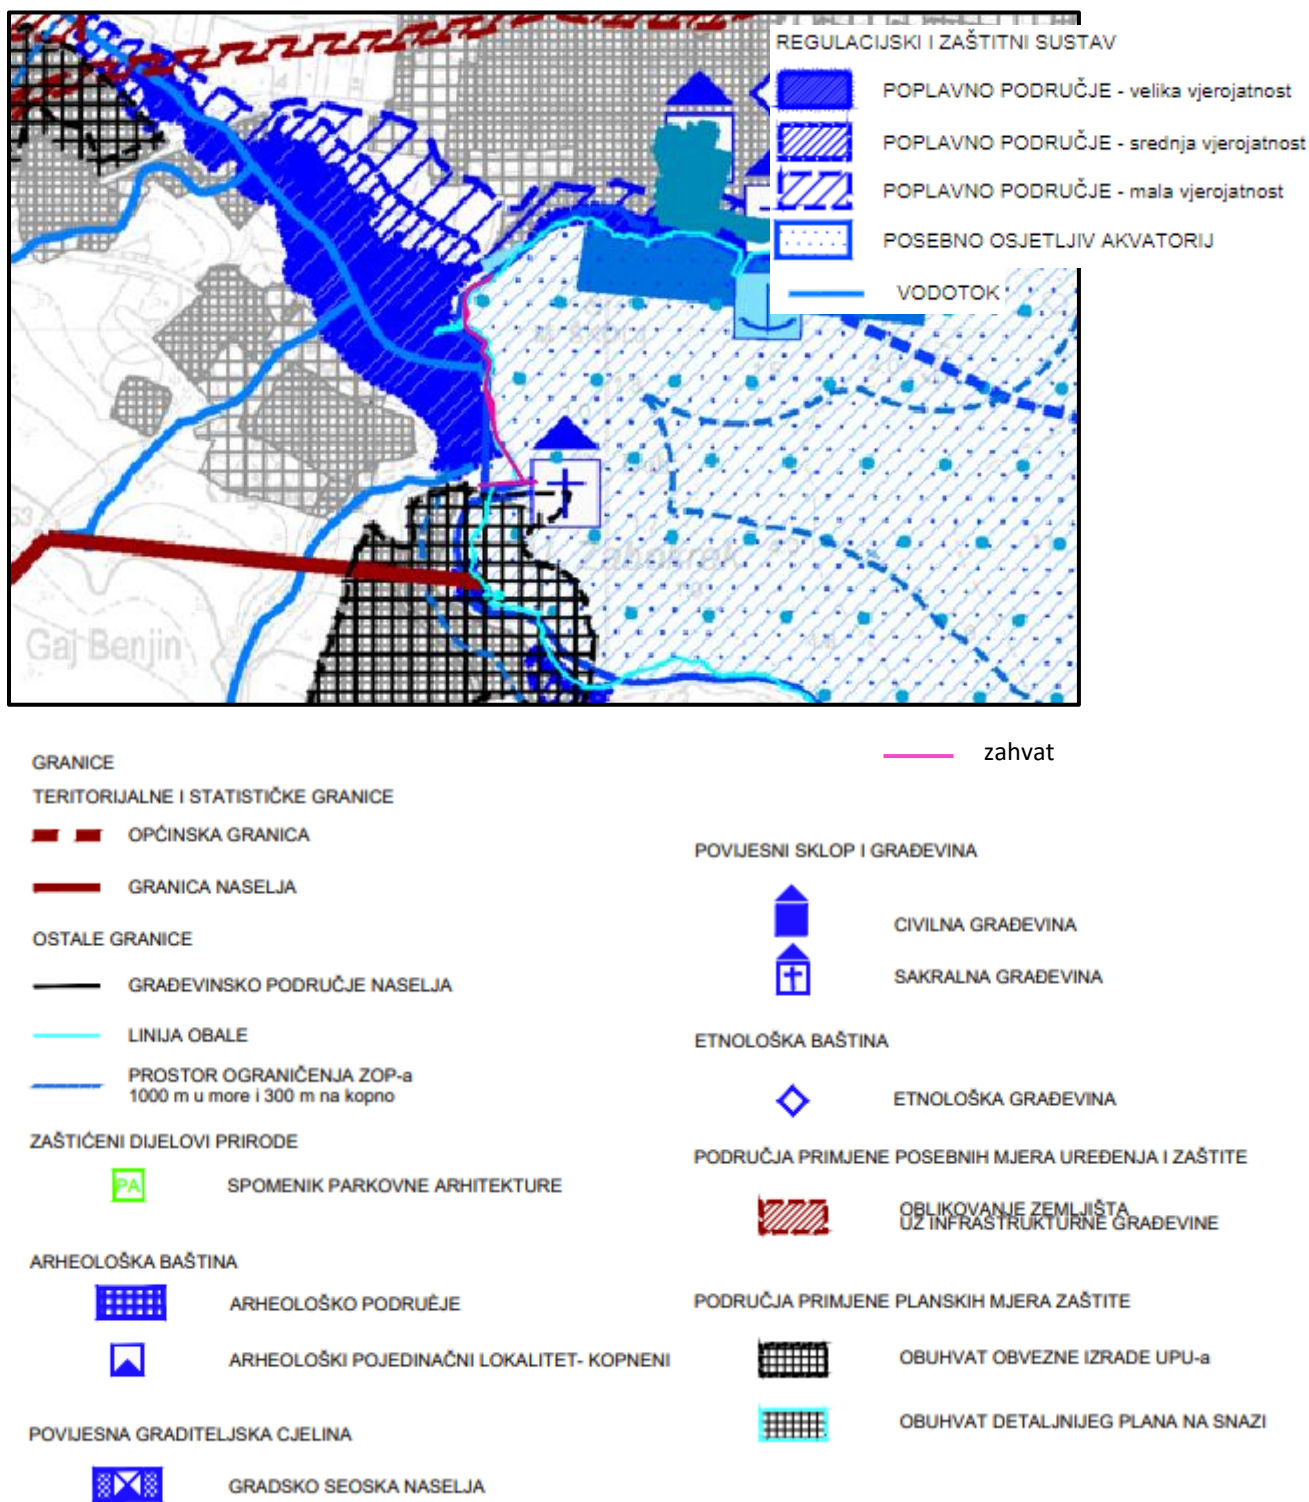 REGULACIJSKI I ZAŠTITNI SUSTAV
POPLAVNO PODRUČJE - velika vjerojatnost
POPLAVNO PODRUČJE - srednja vjerojatnost
POPLAVNO PODRUČJE - mala vjerojatnost
POSEBNO OSJETLJIV AKVATORIJ
VODOTOK
Gaj Benjin
zahvat
GRANICE
TERITORIJALNE I STATISTIČKE GRANICE
OPĆINSKA GRANICA
GRANICA NASELJA
OSTALE GRANICE
GRAĐEVINSKO PODRUČJE NASELJA
LINIJA OBALE
PROSTOR OGRANIČENJA ZOP-a
1000 m u more i 300 m na kopno
ZAŠTIĆENI DIJELOVI PRIRODE
PA
SPOMENIK PARKOVNE ARHITEKTURE
ARHEOLOŠKA BAŠTINA
ARHEOLOŠKO PODRUÈJE
ARHEOLOŠKI POJEDINAČNI LOKALITET- KOPNENI
POVIJESNA GRADITELJSKA CJELINA
GRADSKO SEOSKA NASELJA
POVIJESNI SKLOP I GRAĐEVINA
CIVILNA GRAĐEVINA
SAKRALNA GRAĐEVINA
ETNOLOŠKA BAŠTINA
ETNOLOŠKA GRAĐEVINA
PODRUČJA PRIMJENE POSEBNIH MJERA UREĐENJA I ZAŠTITE
OBLIKOVANJE ZEMLJIŠTA
UZ INFRASTRUKTURNE GRAĐEVINE
PODRUČJA PRIMJENE PLANSKIH MJERA ZAŠTITE
OBUHVAT OBVEZNE IZRADE UPU-a
OBUHVAT DETALJNIJEG PLANA NA SNAZI